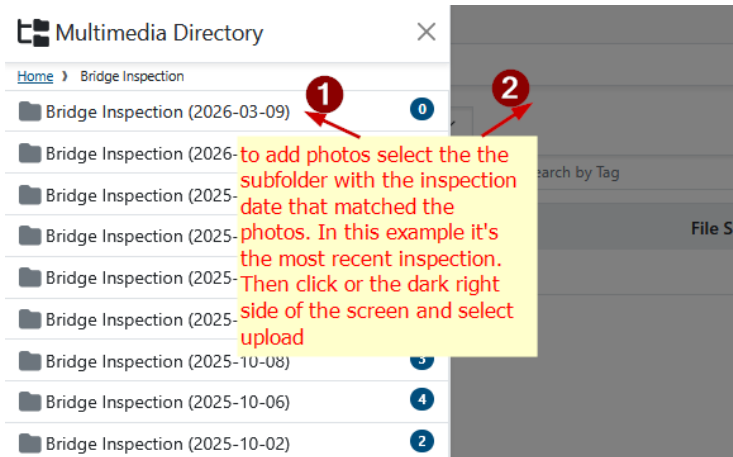 Multimedia Directory
Home > Bridge Inspection
Bridge Inspection (2026-03-09) 0
1
2
Bridge Inspection (2026-
to add photos select the the
subfolder with the inspection
date that matched the
photos. In this example it's
the most recent inspection.
Then click or the dark right
side of the screen and select
upload
earch by Tag
File S
Bridge Inspection (2025-
Bridge Inspection (2025-
Bridge Inspection (2025-
Bridge Inspection (2025-
Bridge Inspection (2025-10-08)
Bridge Inspection (2025-10-06) 4
Bridge Inspection (2025-10-02) 2